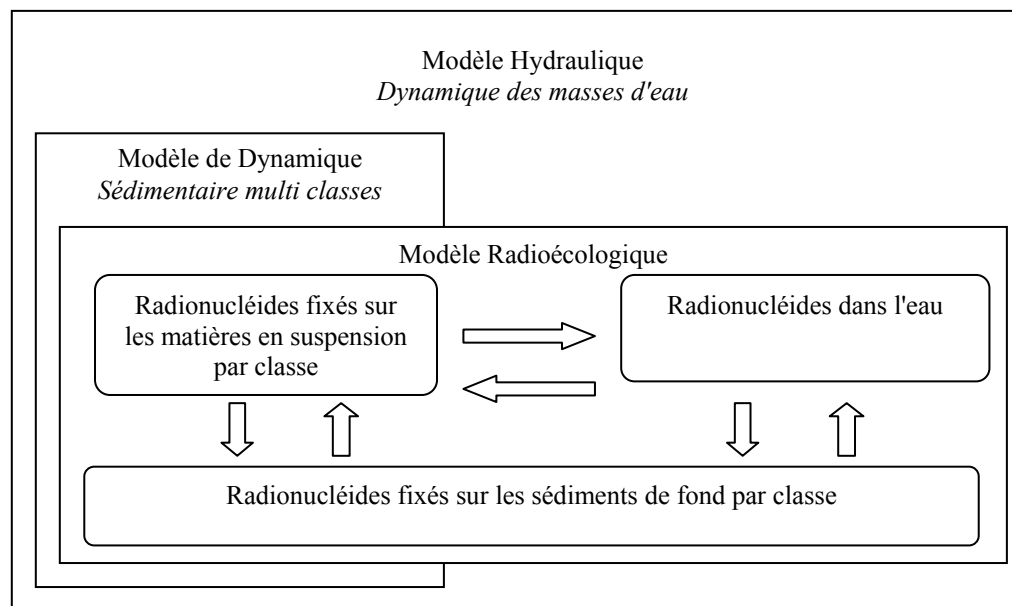 Modèle Hydraulique
Dynamique des masses d'eau
Modèle de Dynamique
Sédimentaire multi classes
Modèle Radioécologique
Radionucléides fixés sur
les matières en suspension
par classe
Radionucléides dans l'eau
Radionucléides fixés sur les sédiments de fond par classe